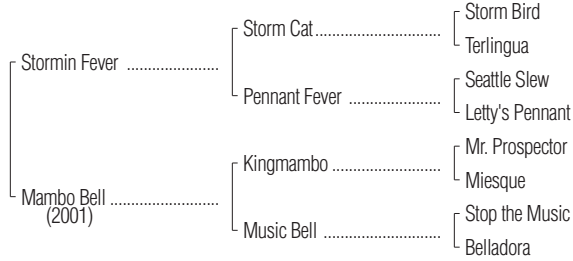 Storm Bird
Storm Cat
Terlingua
Stormin Fever
Seattle Slew
Pennant Fever
Letty's Pennant
Mr. Prospector
Kingmambo
Miesque
Mambo Bell
(2001)
Stop the Music
Music Bell
Belladora